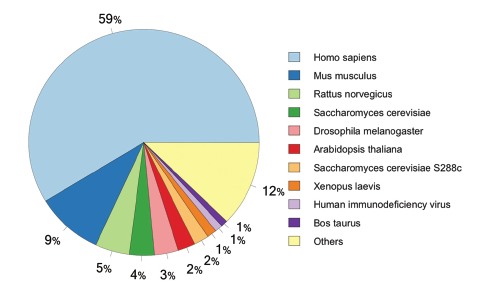 59%
9%
5%
4%
3%
2%
2%
1%
1%
1%
12%
Homo sapiens
Mus musculus
Rattus norvegicus
Saccharomyces cerevisiae
Drosophila melanogaster
Arabidopsis thaliana
Saccharomyces cerevisiae S288c
Xenopus laevis
Human immunodeficiency virus
Bos taurus
Others